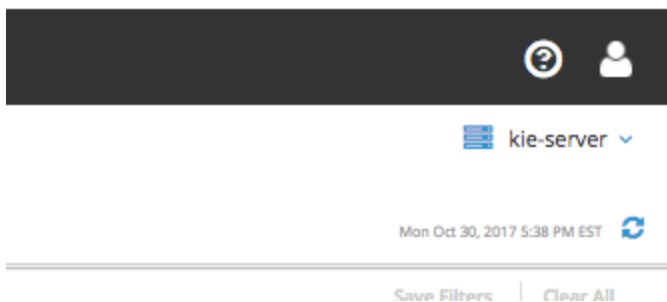 kie-server
Mon Oct 30, 2017 5:38 PM EST
Save Filters Clear All